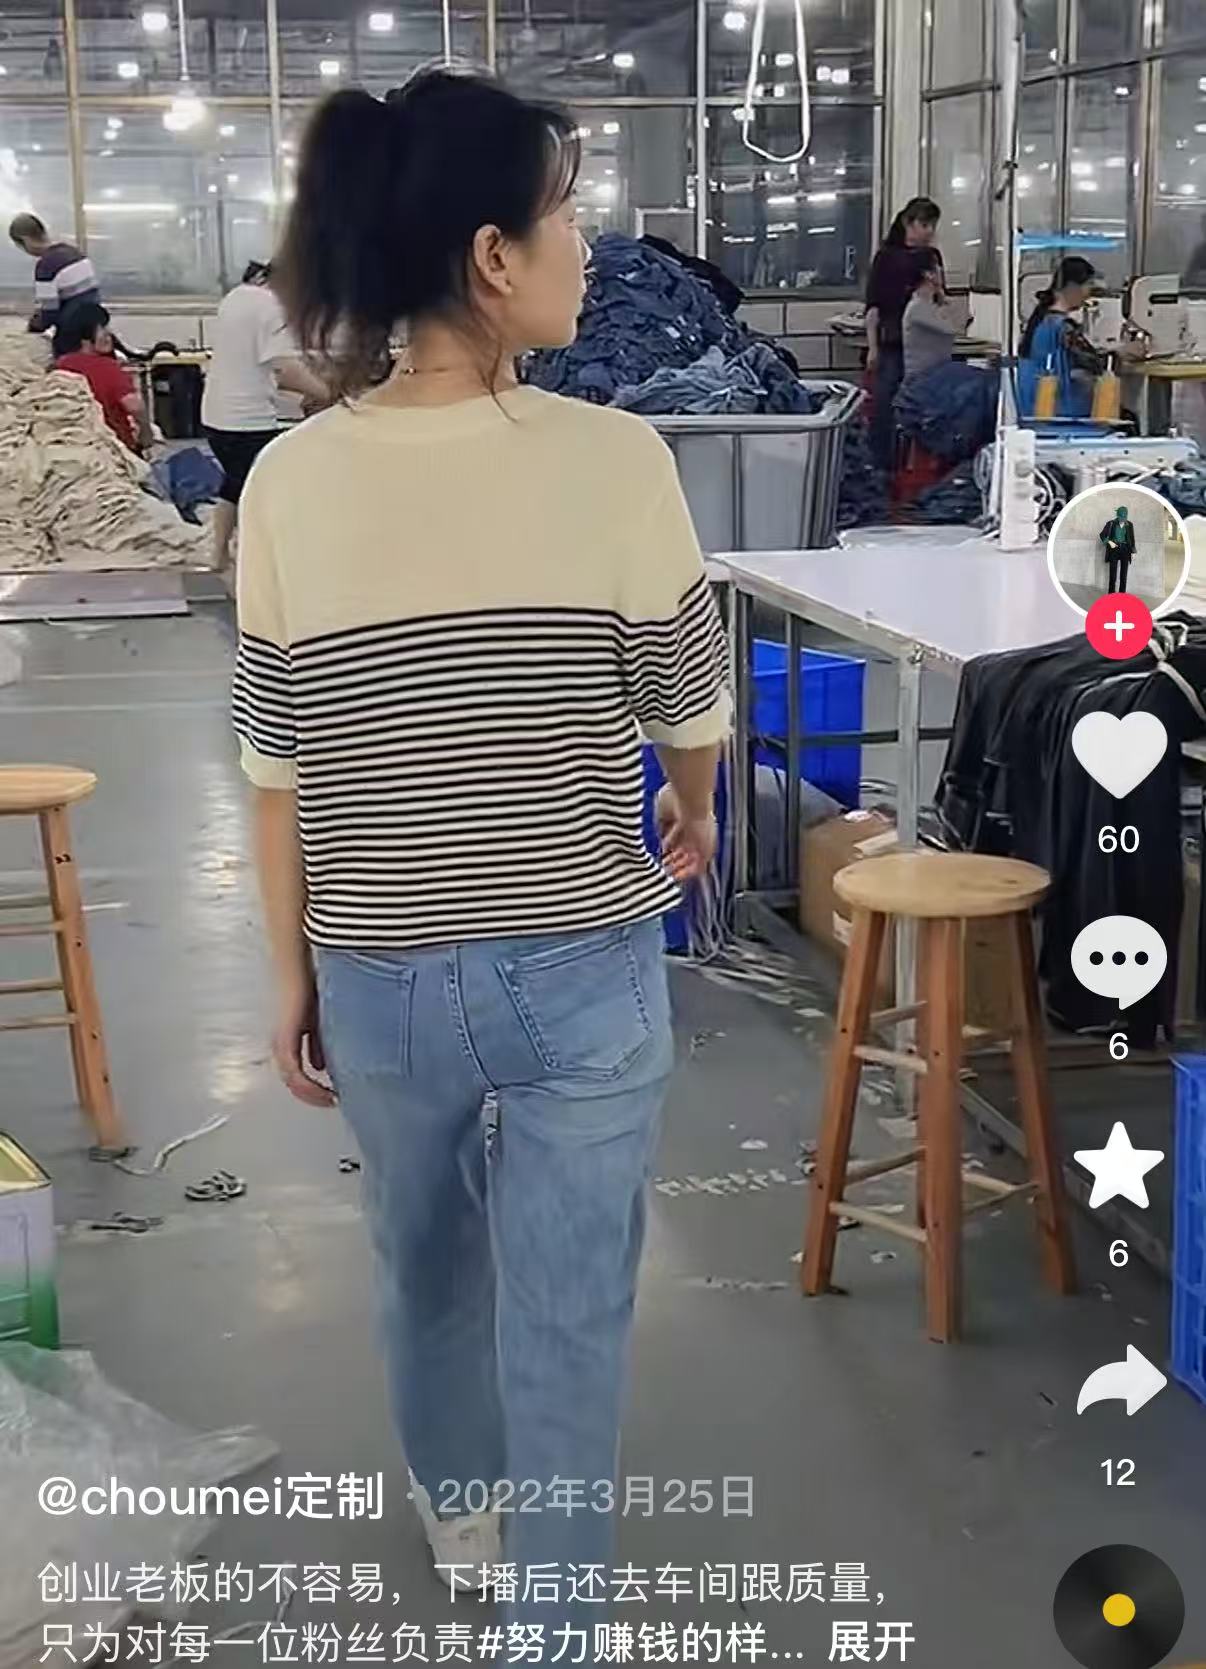 60
6
6
12
@choumei定制 · 2022年3月25日
创业老板的不容易，下播后还去车间跟质量，
只为对每一位粉丝负责#努力赚钱的样... 展开